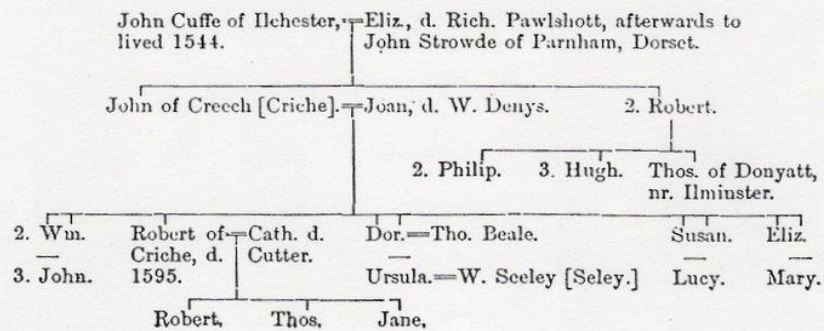 John Cuffe of Ilchester, Eliz., d. Rich. Pawlshott, afterwards to
lived 1544. John Strowde of Parnham, Dorset.
John of Creech [Criche]. Joan, d. W. Denys. 2. Robert.
2. Philip. 3. Hugh. Thos. of Donyatt,
nr. Ilminster.
2. Wm. Robert of Cath. d. Dor.=Tho. Beale. Susan. Eliz.
Criche, d. Cutter.
3. John. 1595. Ursula.=W. Seeley [Seley.] Lucy. Mary.
Robert, Thos, Jane,